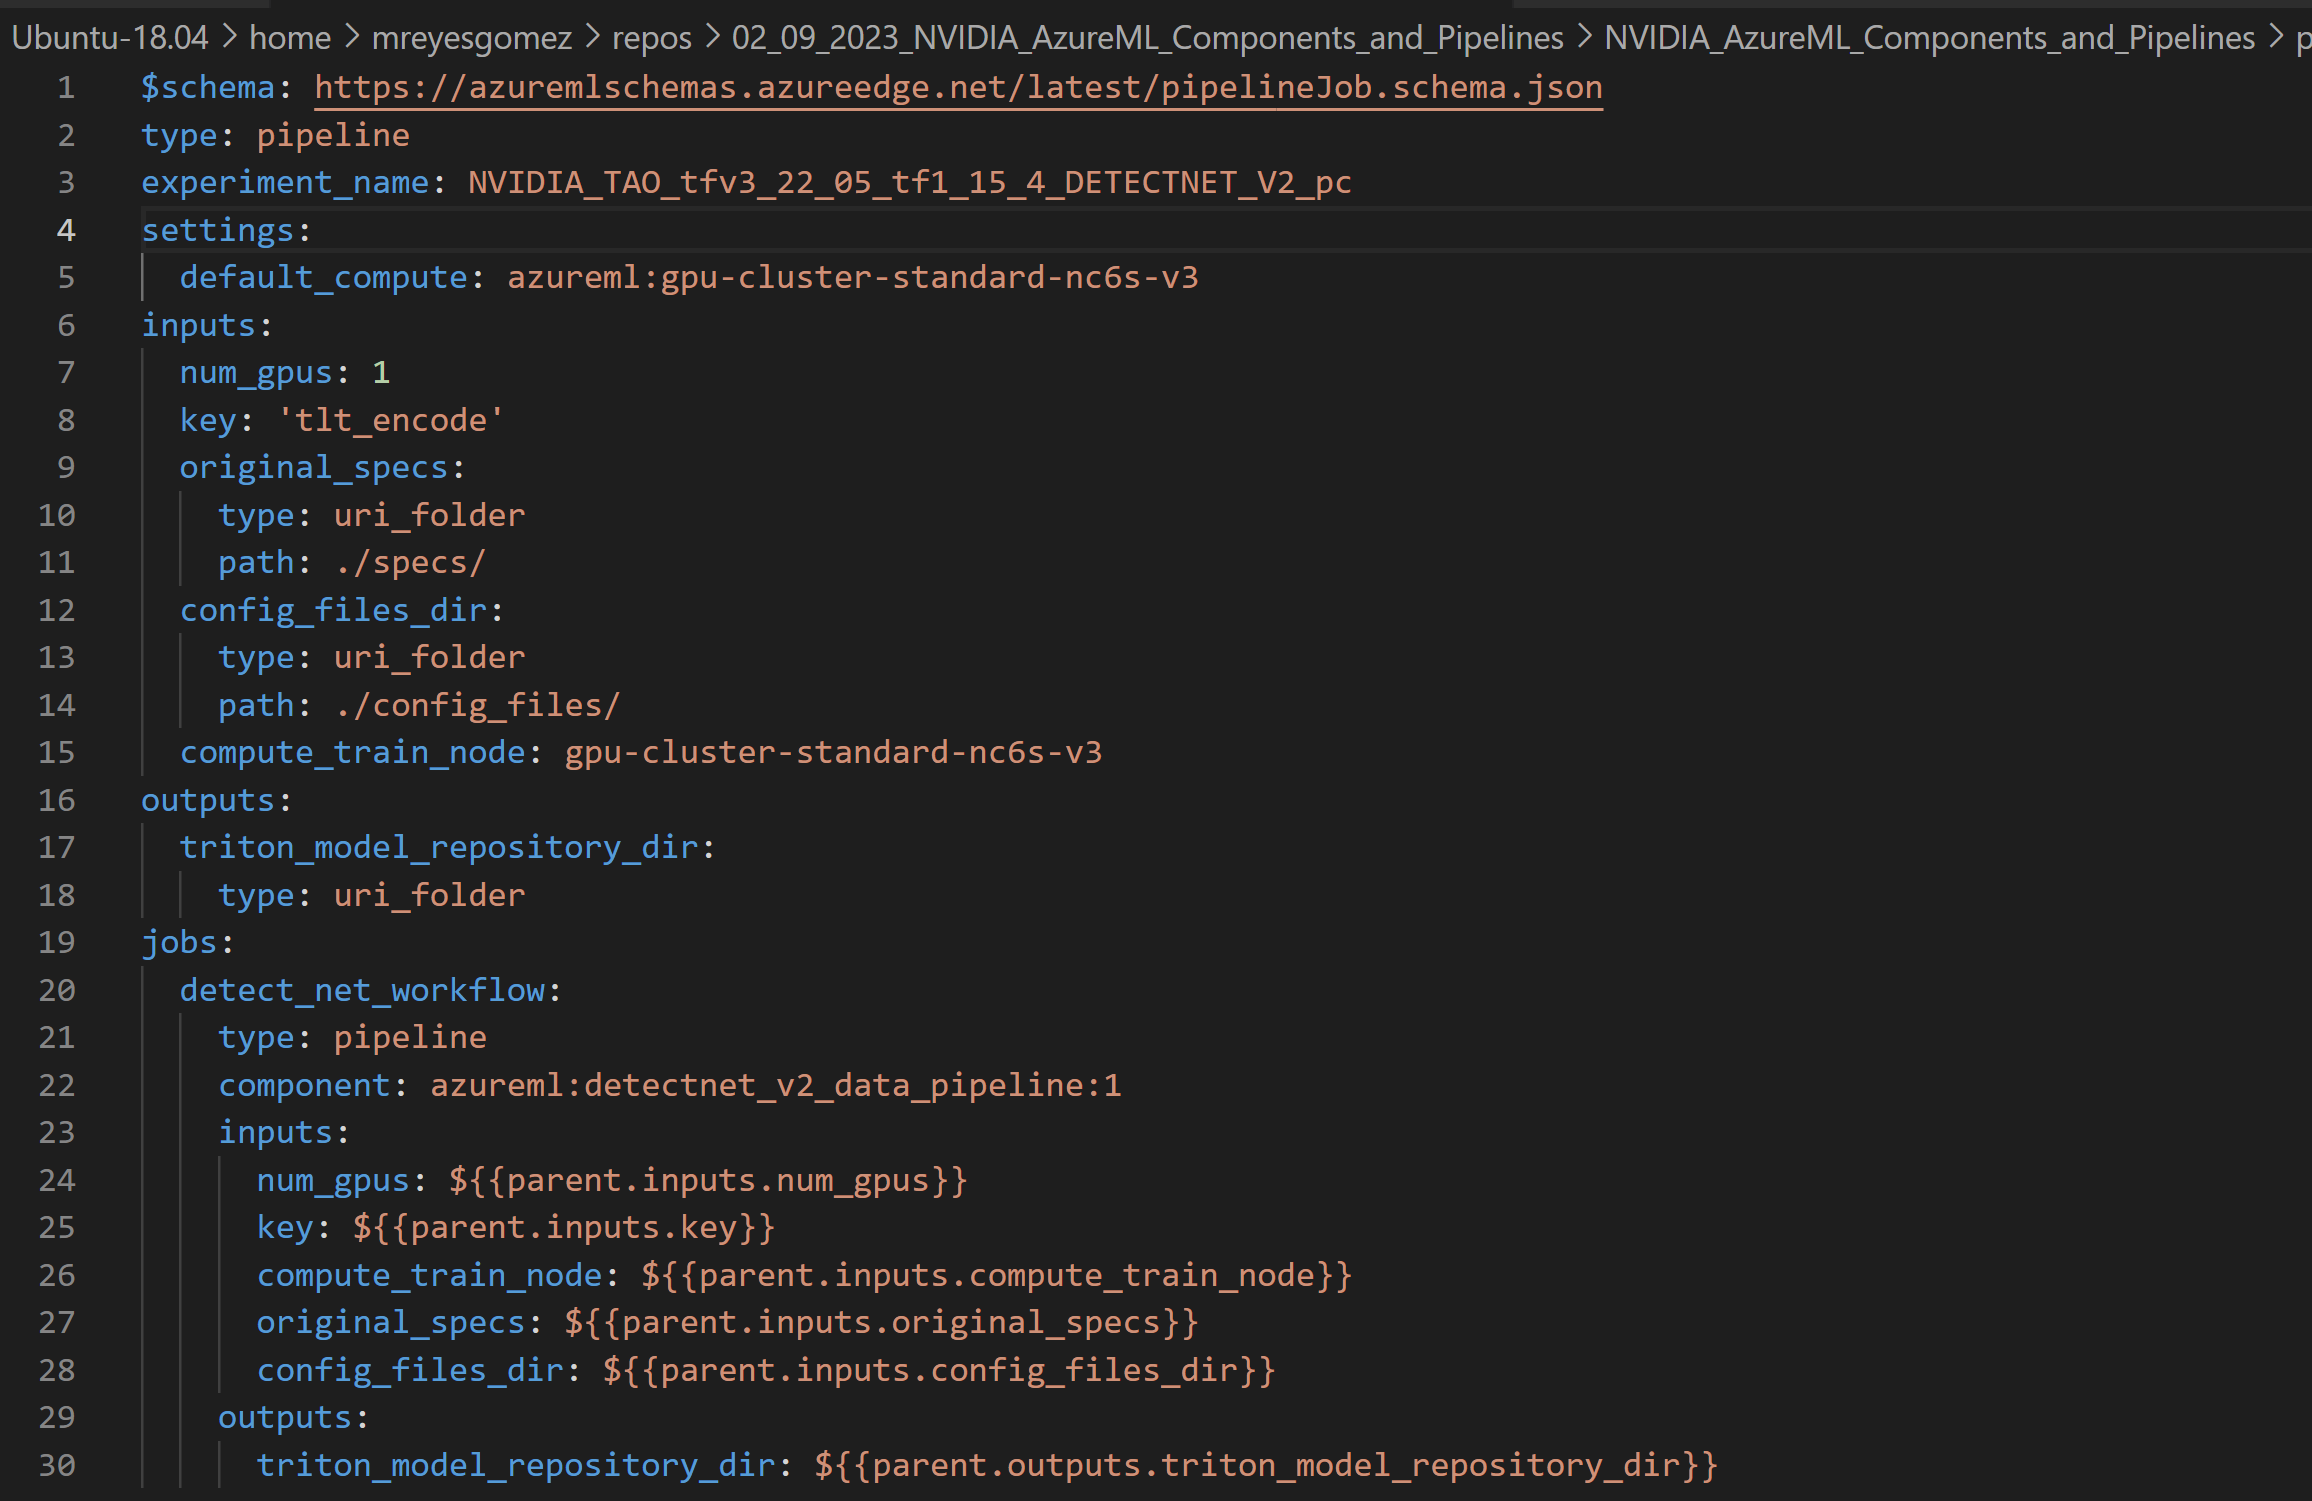 Ubuntu-18.04 > home > mreyesgomez > repos > 02_09_2023_NVIDIA_AzureML_Components_and_Pipelines > NVIDIA_AzureML_Components_and_Pipelines > p
1 $schema: https://azuremlschemas.azureedge.net/latest/pipelineJob.schema.json
2 type: pipeline
3 experiment_name: NVIDIA_TAO_tfv3_22_05_tf1_15_4_DETECTNET_V2_pc
4 settings:
5   default_compute: azureml:gpu-cluster-standard-nc6s-v3
6 inputs:
7   num_gpus: 1
8   key: 'tlt_encode'
9   original_specs:
10     type: uri_folder
11     path: ./specs/
12   config_files_dir:
13     type: uri_folder
14     path: ./config_files/
15   compute_train_node: gpu-cluster-standard-nc6s-v3
16 outputs:
17   triton_model_repository_dir:
18     type: uri_folder
19 jobs:
20   detect_net_workflow:
21     type: pipeline
22     component: azureml:detectnet_v2_data_pipeline:1
23     inputs:
24       num_gpus: ${{parent.inputs.num_gpus}}
25       key: ${{parent.inputs.key}}
26       compute_train_node: ${{parent.inputs.compute_train_node}}
27       original_specs: ${{parent.inputs.original_specs}}
28       config_files_dir: ${{parent.inputs.config_files_dir}}
29     outputs:
30       triton_model_repository_dir: ${{parent.outputs.triton_model_repository_dir}}